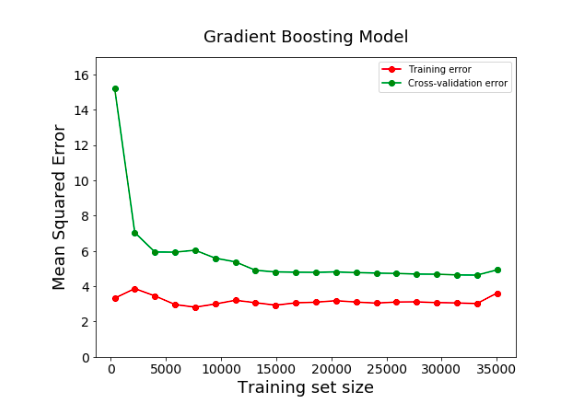 Gradient Boosting Model
Training error
Cross-validation error
Mean Squared Error
16
14
12
10
8
6
4
2
0
0 5000 10000 15000 20000 25000 30000 35000
Training set size